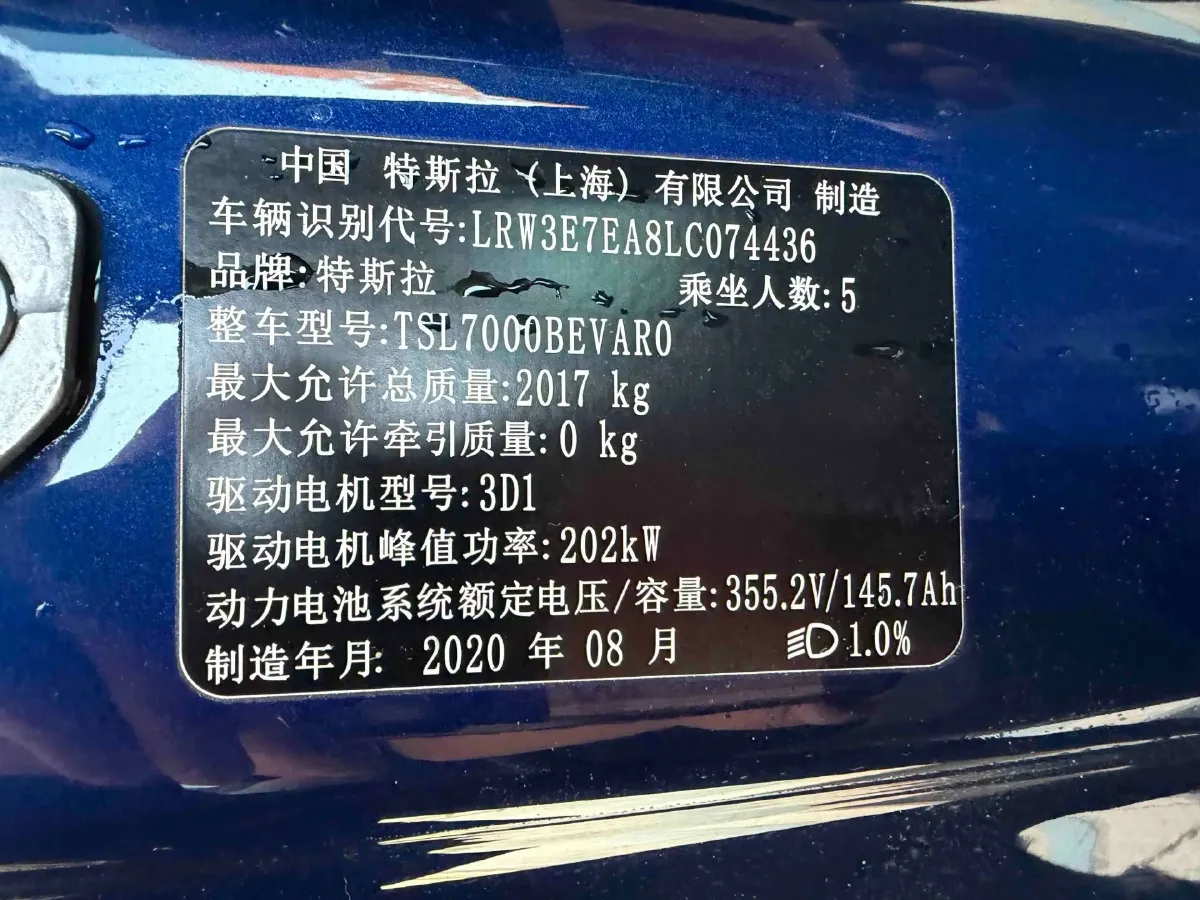 中国 特斯拉（上海）有限公司 制造
车辆识别代号:LRW3E7EA8LC074436
品牌:特斯拉 乘坐人数:5
整车型号:TSL7000BEVAR0
最大允许总质量:2017 kg
最大允许牵引质量:0 kg
驱动电机型号:3D1
驱动电机峰值功率:202kW
动力电池系统额定电压/容量:355.2V/145.7Ah
制造年月: 2020 年 08 月 1.0%